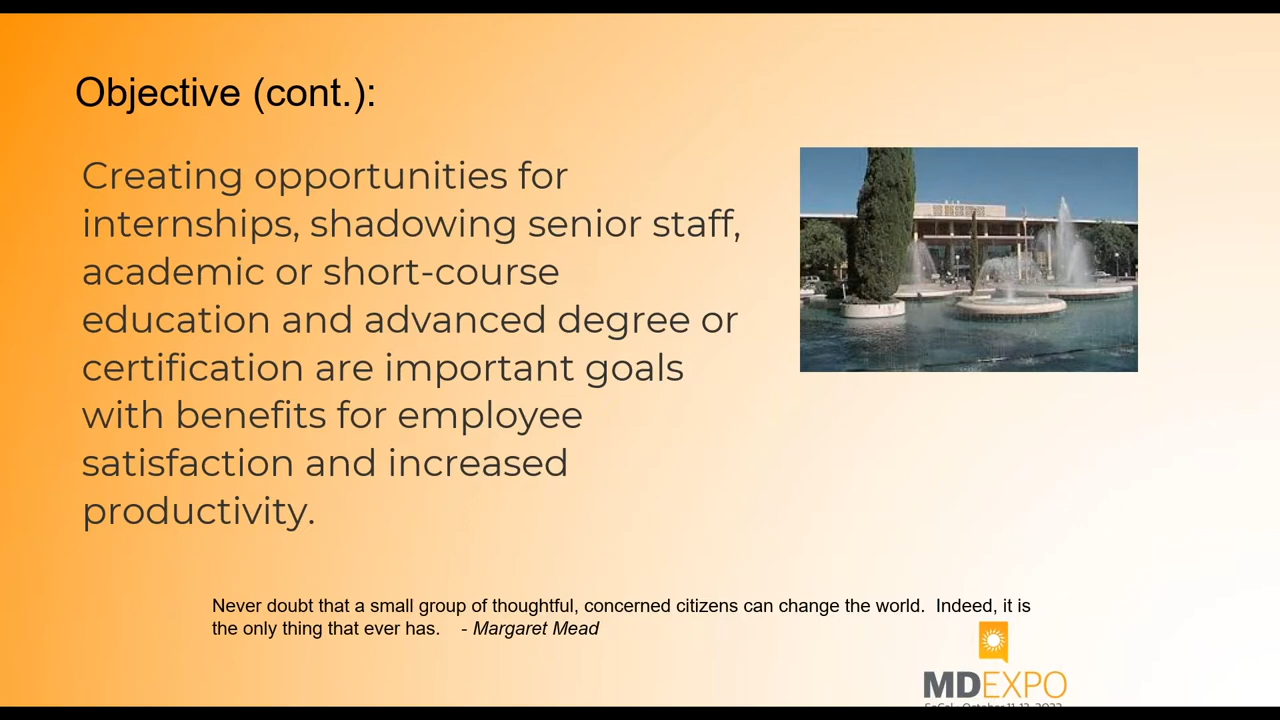 Objective (cont.):
Creating opportunities for
internships, shadowing senior staff,
academic or short-course
education and advanced degree or
certification are important goals
with benefits for employee
satisfaction and increased
productivity.
Never doubt that a small group of thoughtful, concerned citizens can change the world.  Indeed, it is
the only thing that ever has.    - Margaret Mead
MDEXPO